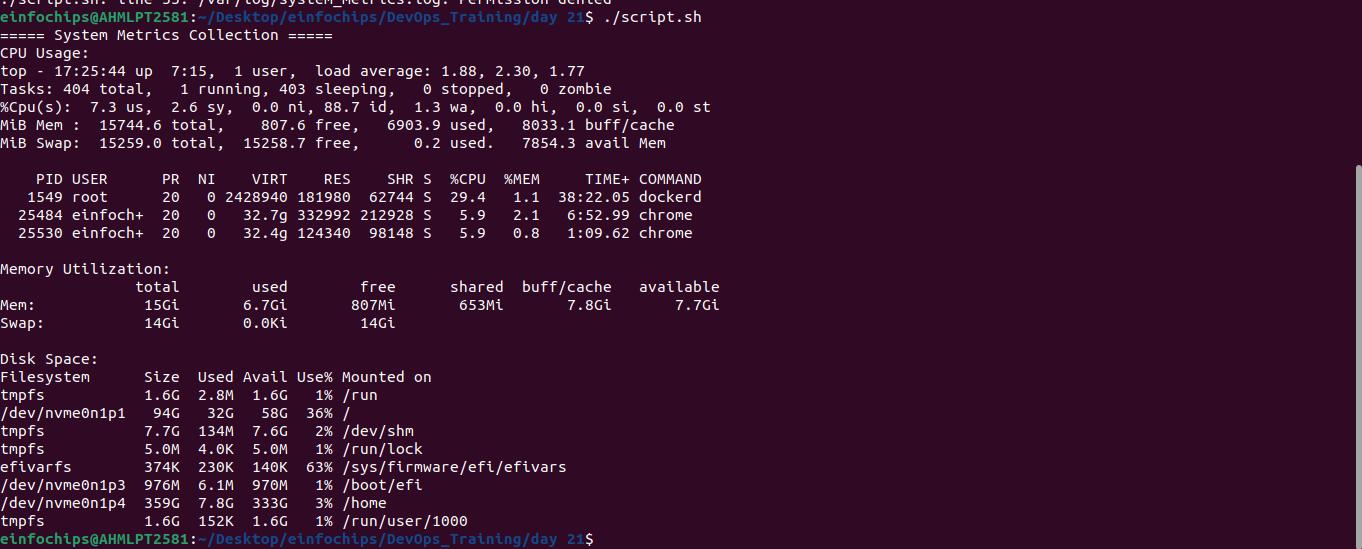 ./script.sh: line 35: /var/log/system_metrics.log: Permission denied
einfochips@AHMLPT2581:~/Desktop/einfochips/DevOps_Training/day 21$ ./script.sh
===== System Metrics Collection =====
CPU Usage:
top - 17:25:44 up  7:15,  1 user,  load average: 1.88, 2.30, 1.77
Tasks: 404 total,   1 running, 403 sleeping,   0 stopped,   0 zombie
%Cpu(s):  7.3 us,  2.6 sy,  0.0 ni, 88.7 id,  1.3 wa,  0.0 hi,  0.0 si,  0.0 st
MiB Mem :  15744.6 total,    807.6 free,   6903.9 used,   8033.1 buff/cache
MiB Swap:  15259.0 total,  15258.7 free,      0.2 used.   7854.3 avail Mem

    PID USER      PR  NI    VIRT    RES    SHR S  %CPU  %MEM     TIME+ COMMAND
   1549 root      20   0 2428940 181980  62744 S  29.4   1.1  38:22.05 dockerd
  25484 einfoch+  20   0   32.7g 332992 212928 S   5.9   2.1   6:52.99 chrome
  25530 einfoch+  20   0   32.4g 124340  98148 S   5.9   0.8   1:09.62 chrome

Memory Utilization:
               total        used        free      shared  buff/cache   available
Mem:            15Gi       6.7Gi       807Mi       653Mi       7.8Gi       7.7Gi
Swap:           14Gi       0.0Ki        14Gi

Disk Space:
Filesystem      Size  Used Avail Use% Mounted on
tmpfs           1.6G  2.8M  1.6G   1% /run
/dev/nvme0n1p1   94G   32G   58G  36% /
tmpfs           7.7G  134M  7.6G   2% /dev/shm
tmpfs           5.0M  4.0K  5.0M   1% /run/lock
efivarfs        374K  230K  140K  63% /sys/firmware/efi/efivars
/dev/nvme0n1p3  976M  6.1M  970M   1% /boot/efi
/dev/nvme0n1p4  359G  7.8G  333G   3% /home
tmpfs           1.6G  152K  1.6G   1% /run/user/1000
einfochips@AHMLPT2581:~/Desktop/einfochips/DevOps_Training/day 21$